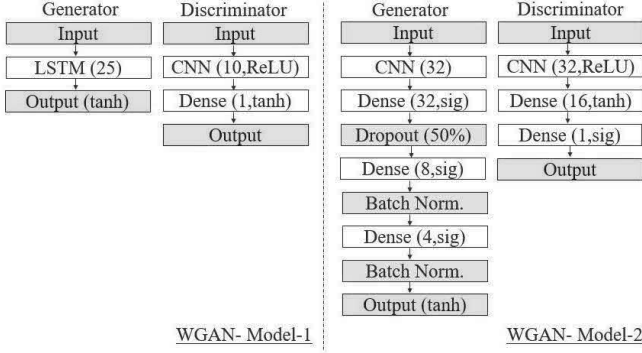 Generator
Input
LSTM (25)
Output (tanh)
Discriminator
Input
CNN (10,ReLU)
Dense (1,tanh)
Output
WGAN- Model-1
Generator
Input
CNN (32)
Dense (32,sig)
Dropout (50%)
Dense (8,sig)
Batch Norm.
Dense (4,sig)
Batch Norm.
Output (tanh)
Discriminator
Input
CNN (32,ReLU)
Dense (16,tanh)
Dense (1,sig)
Output
WGAN- Model-2